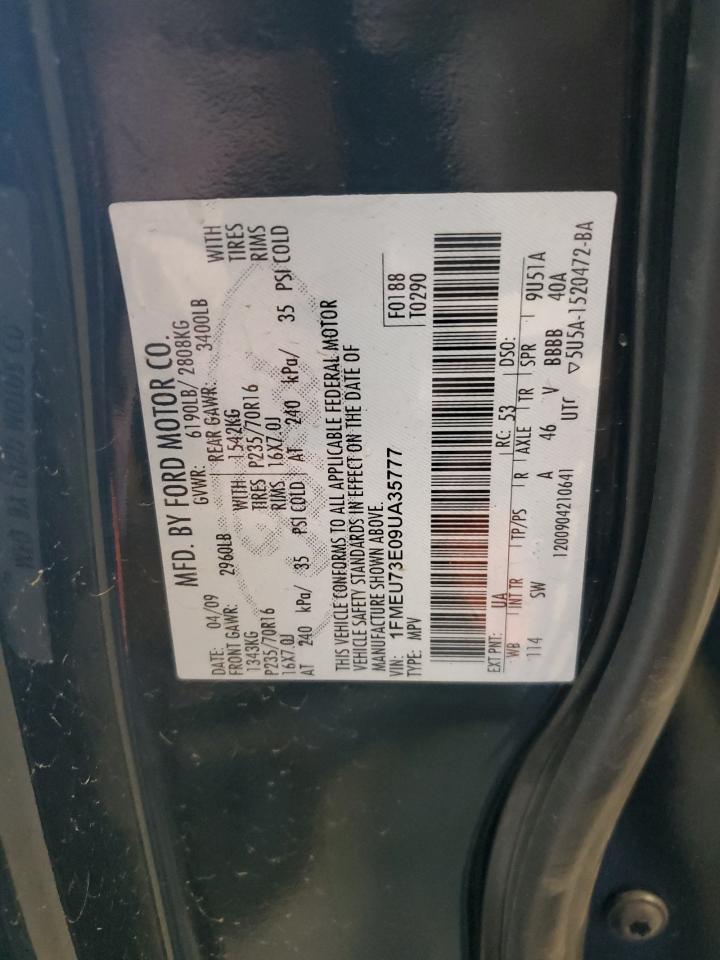 MFD. BY FORD MOTOR CO.
DATE: 04/09 GVWR: 6190LB/ 2808KG
FRONT GAWR: 2960LB REAR GAWR: 3400LB
1343KG WITH 1542KG WITH
P235/70R16 TIRES P235/70R16 TIRES
16X7.0J RIMS 16X7.0J RIMS
AT 240 kPa/ 35 PSI COLD AT 240 kPa/ 35 PSI COLD
THIS VEHICLE CONFORMS TO ALL APPLICABLE FEDERAL MOTOR
VEHICLE SAFETY STANDARDS IN EFFECT ON THE DATE OF
MANUFACTURE SHOWN ABOVE.
VIN: 1FMEU73E09UA35777 F0188
TYPE: MPV T0290
EXT PNT: UA RC: 53 DSO:
WB INT TR TP/PS R AXLE TR SPR 9U51A
114 SW A 46 V BBBB 40A
1200904210641 UTC ▽5U5A-1520472-BA